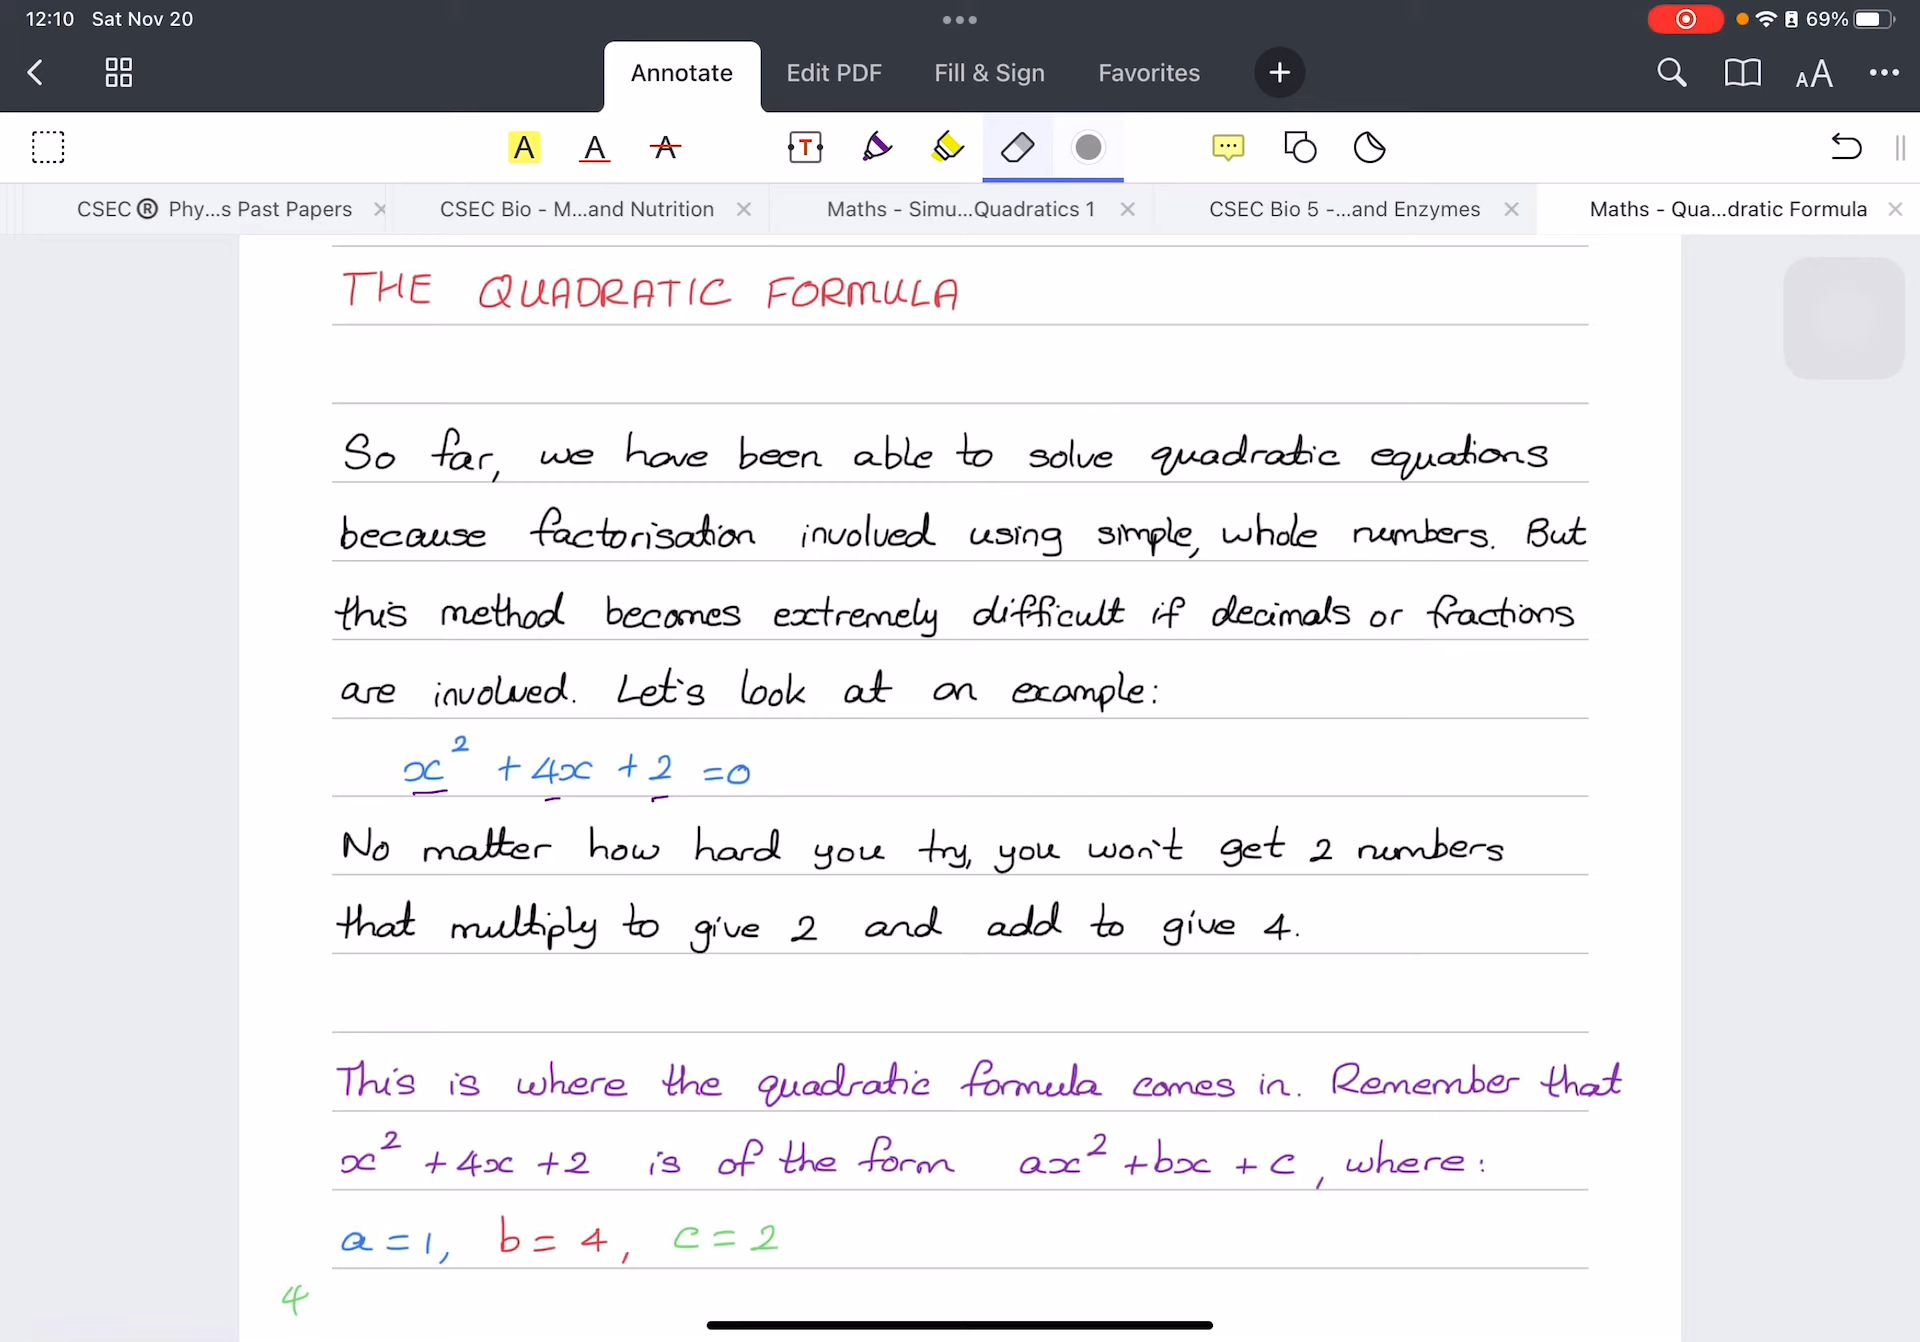 12:10 Sat Nov 20
69%
Annotate Edit PDF Fill & Sign Favorites
AA
A A A T
CSEC ® Phy...s Past Papers CSEC Bio - M...and Nutrition Maths - Simu...Quadratics 1 CSEC Bio 5 -...and Enzymes Maths - Qua...dratic Formula
THE QUADRATIC FORMULA
So far, we have been able to solve quadratic equations
because factorisation involved using simple, whole numbers. But
this method becomes extremely difficult if decimals or fractions
are involved. Let's look at an example:
x² + 4x + 2 = 0
No matter how hard you try, you won't get 2 numbers
that multiply to give 2 and add to give 4.
This is where the quadratic formula comes in. Remember that
x² + 4x + 2 is of the form ax² + bx + c, where:
a = 1, b = 4, c = 2
4